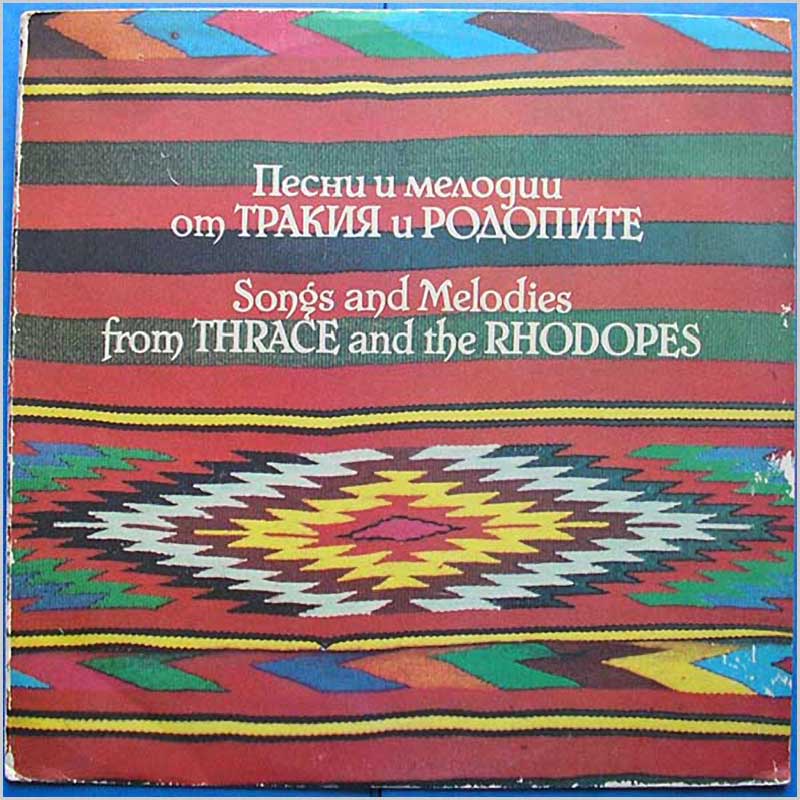 Песни и мелодии
от ТРАКИЯ и РОДОПИТЕ
Songs and Melodies
from THRACE and the RHODOPES